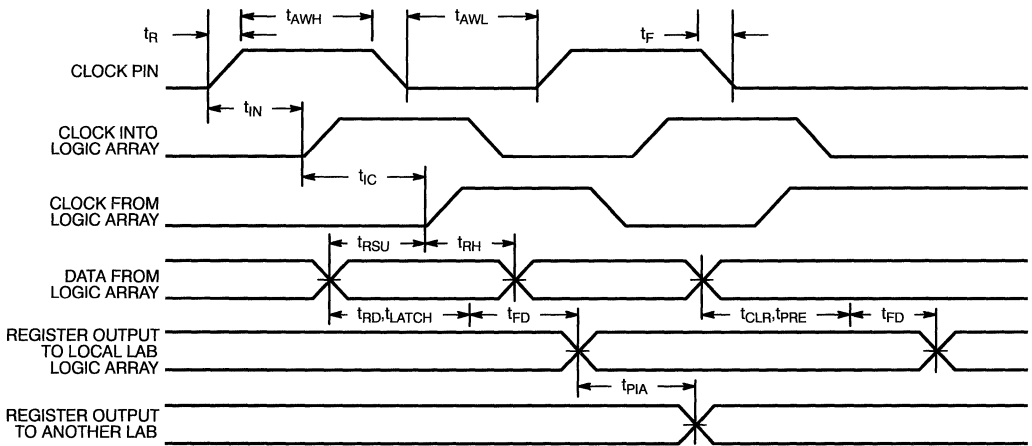 tAWH
tAWL
tR
tF
CLOCK PIN
tIN
CLOCK INTO
LOGIC ARRAY
tIC
CLOCK FROM
LOGIC ARRAY
tRSU
tRH
DATA FROM
LOGIC ARRAY
tRD,tLATCH
tFD
tCLR,tPRE
tFD
REGISTER OUTPUT
TO LOCAL LAB
LOGIC ARRAY
tPIA
REGISTER OUTPUT
TO ANOTHER LAB